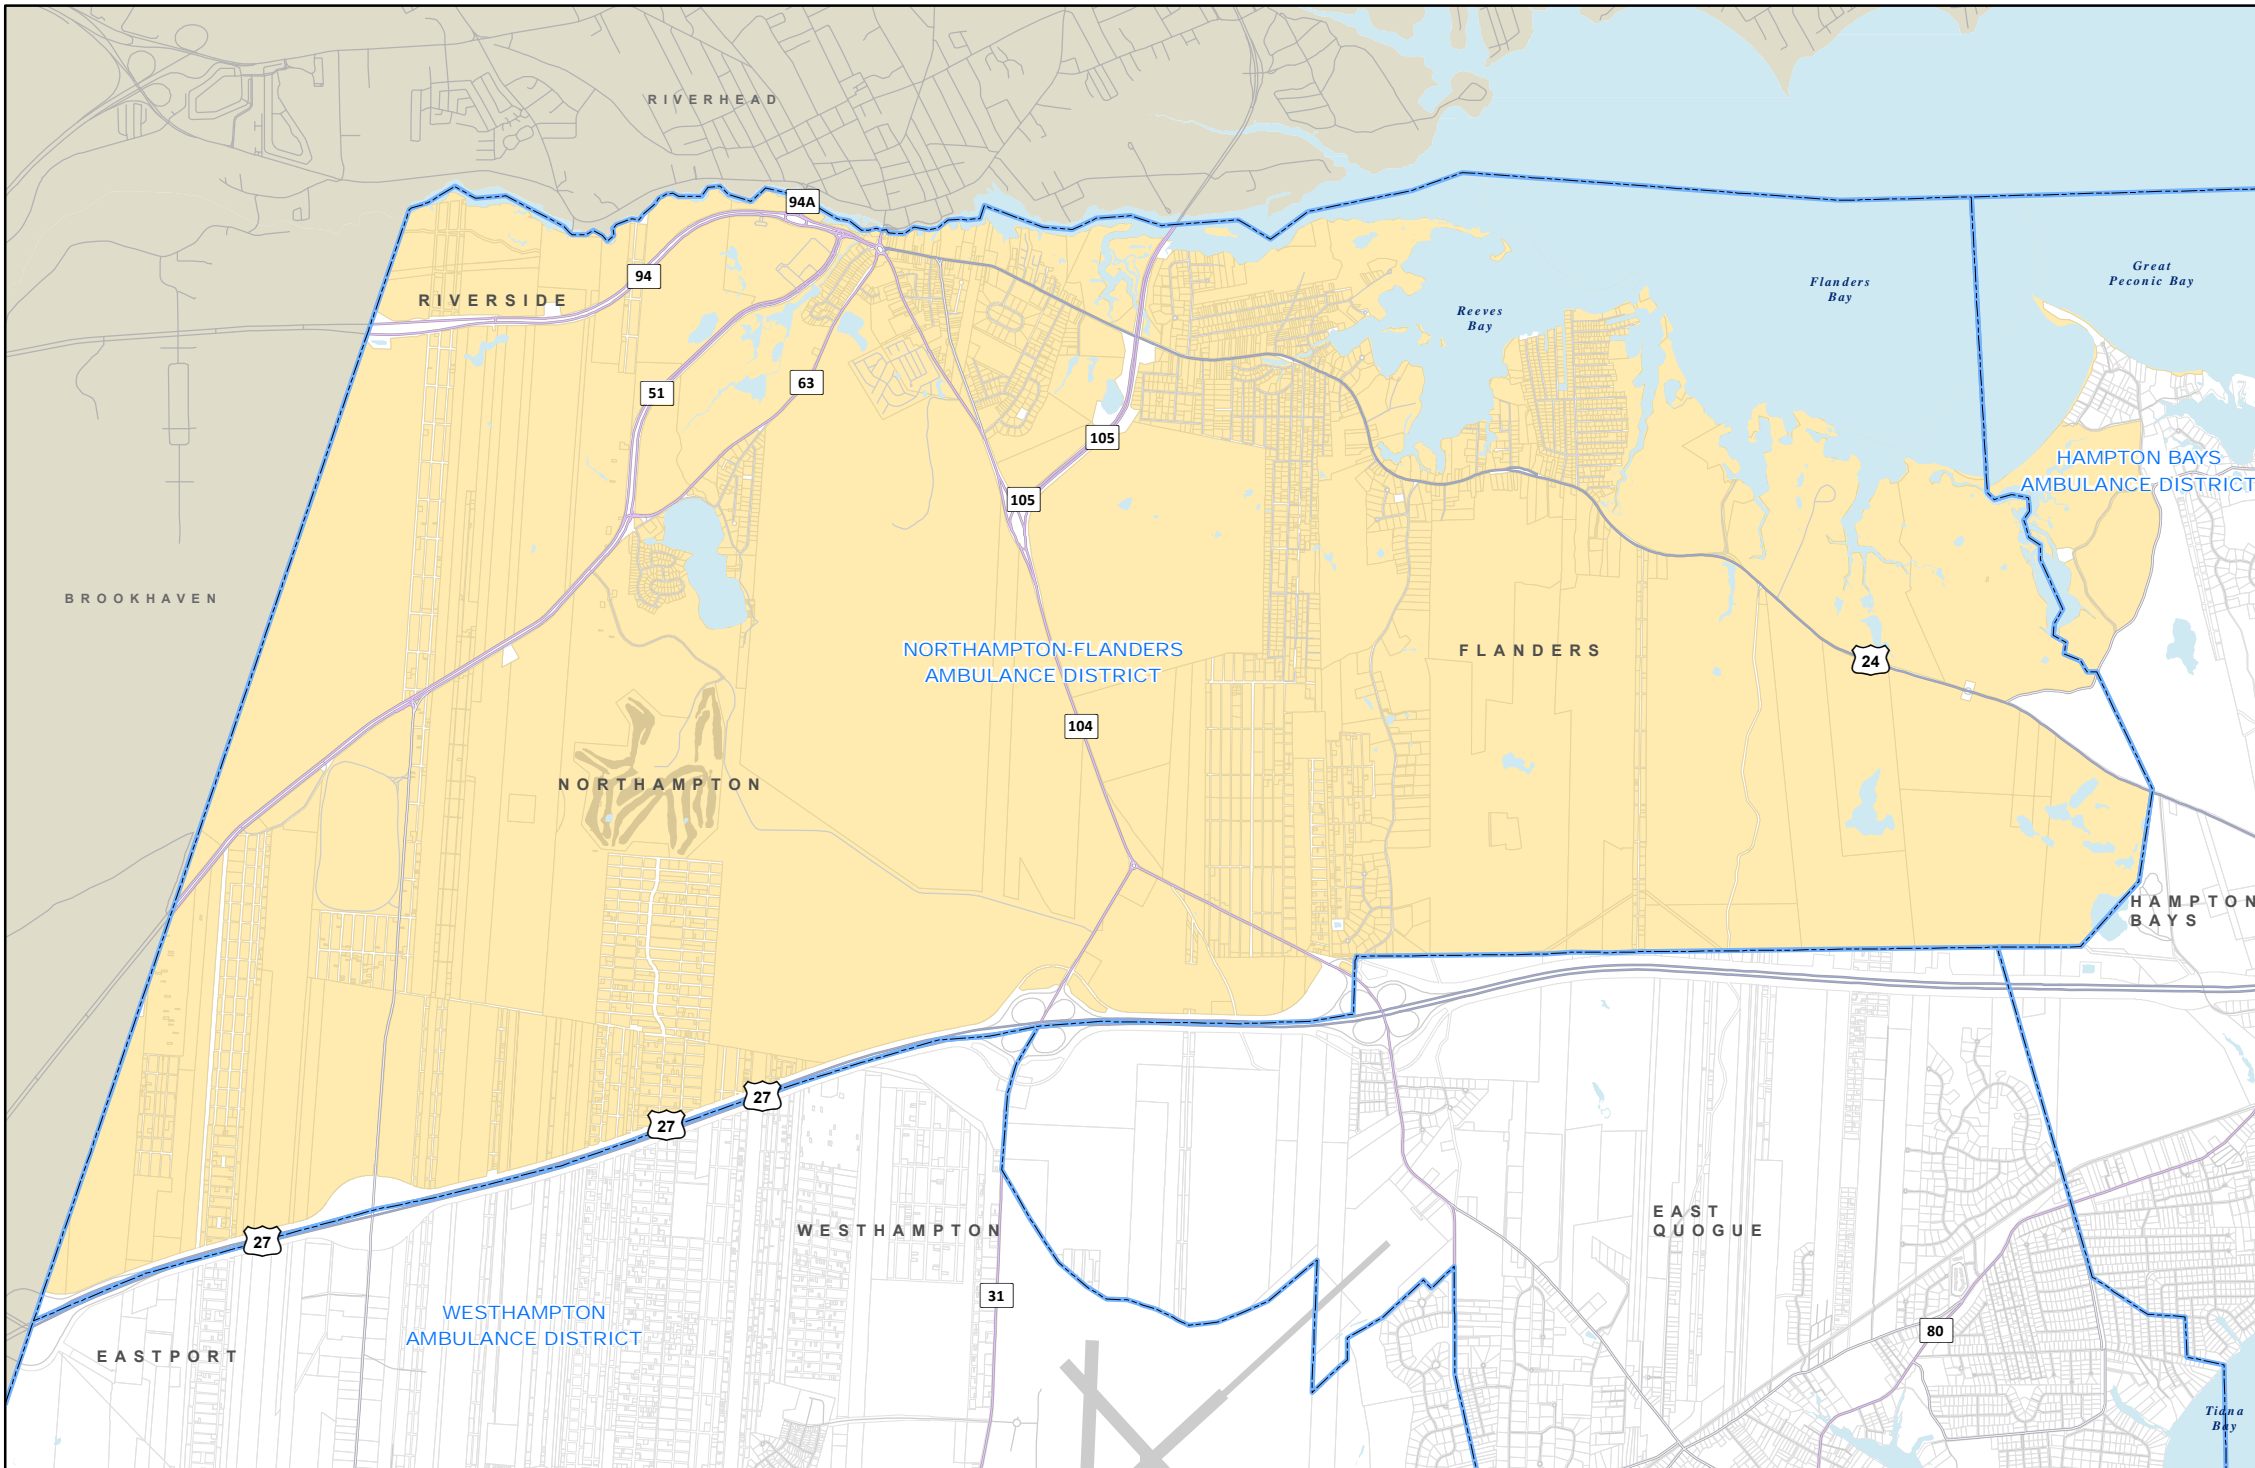 RIVERHEAD
94A
Great
Peconic Bay
94
Flanders
Bay
RIVERSIDE
Reeves
Bay
63
51
105
HAMPTON BAYS
AMBULANCE DISTRICT
105
BROOKHAVEN
NORTHAMPTON-FLANDERS
AMBULANCE DISTRICT
FLANDERS
24
104
NORTHAMPTON
HAMPTON
BAYS
27
27
EAST
QUOGUE
WESTHAMPTON
27
31
WESTHAMPTON
AMBULANCE DISTRICT
80
EASTPORT
Tiana
Bay